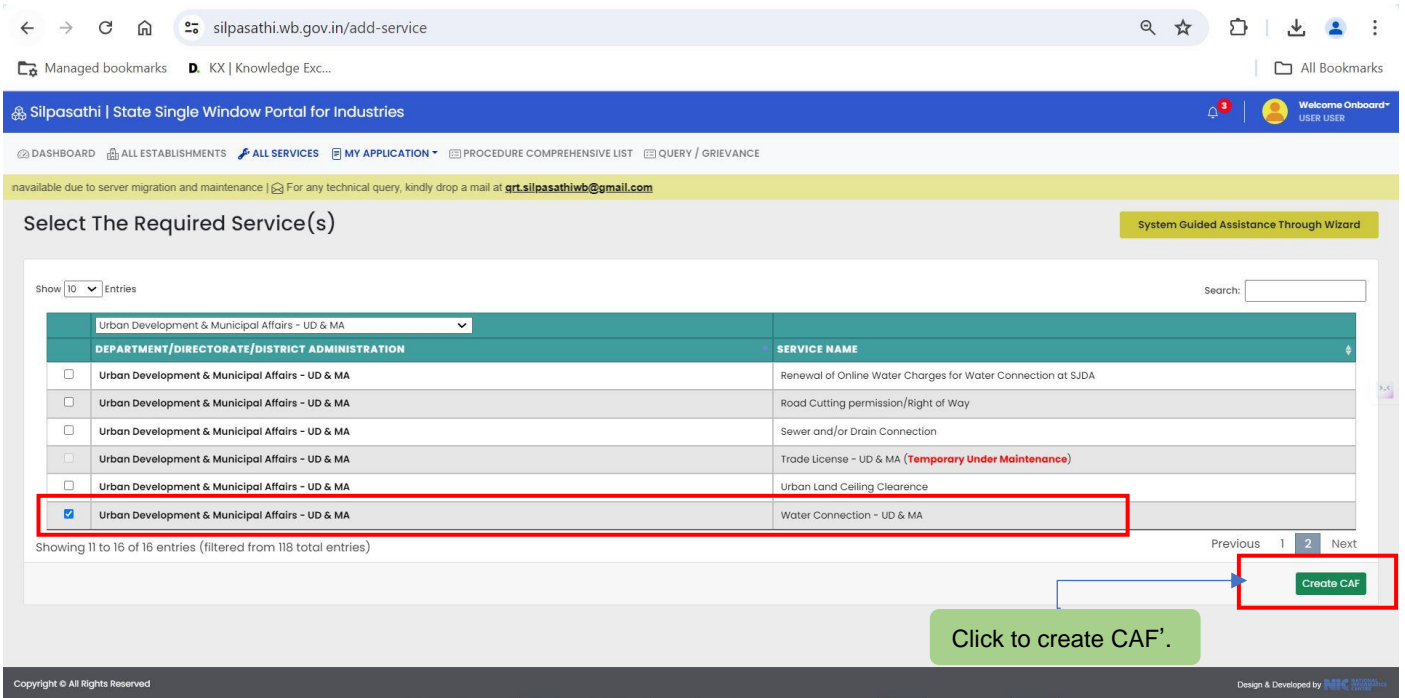 silpasathi.wb.gov.in/add-service
Managed bookmarks D. KX | Knowledge Exc... All Bookmarks
Silpasathi | State Single Window Portal for Industries 3 Welcome Onboard
USER USER
DASHBOARD ALL ESTABLISHMENTS ALL SERVICES MY APPLICATION PROCEDURE COMPREHENSIVE LIST QUERY / GRIEVANCE
navailable due to server migration and maintenance | For any technical query, kindly drop a mail at qrt.silpasathiwb@gmail.com
Select The Required Service(s) System Guided Assistance Through Wizard
Show 10 Entries Search:
Urban Development & Municipal Affairs - UD & MA
DEPARTMENT/DIRECTORATE/DISTRICT ADMINISTRATION SERVICE NAME
Urban Development & Municipal Affairs - UD & MA Renewal of Online Water Charges for Water Connection at SJDA
Urban Development & Municipal Affairs - UD & MA Road Cutting permission/Right of Way
Urban Development & Municipal Affairs - UD & MA Sewer and/or Drain Connection
Urban Development & Municipal Affairs - UD & MA Trade License - UD & MA (Temporary Under Maintenance)
Urban Development & Municipal Affairs - UD & MA Urban Land Ceiling Clearence
Urban Development & Municipal Affairs - UD & MA Water Connection - UD & MA
Showing 11 to 16 of 16 entries (filtered from 118 total entries) Previous 1 2 Next
Create CAF
Click to create CAF’.
Copyright © All Rights Reserved Design & Developed by NIC